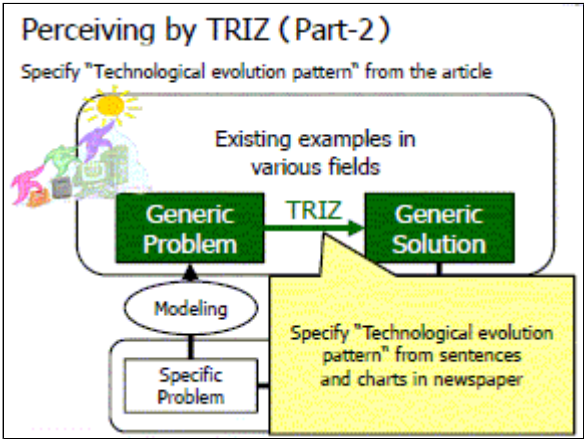 Perceiving by TRIZ ( Part-2 )
Specify "Technological evolution pattern" from the article
Existing examples in
various fields
Generic
Problem
TRIZ
Generic
Solution
Modeling
Specify "Technological evolution
pattern" from sentences
and charts in newspaper
Specific
Problem